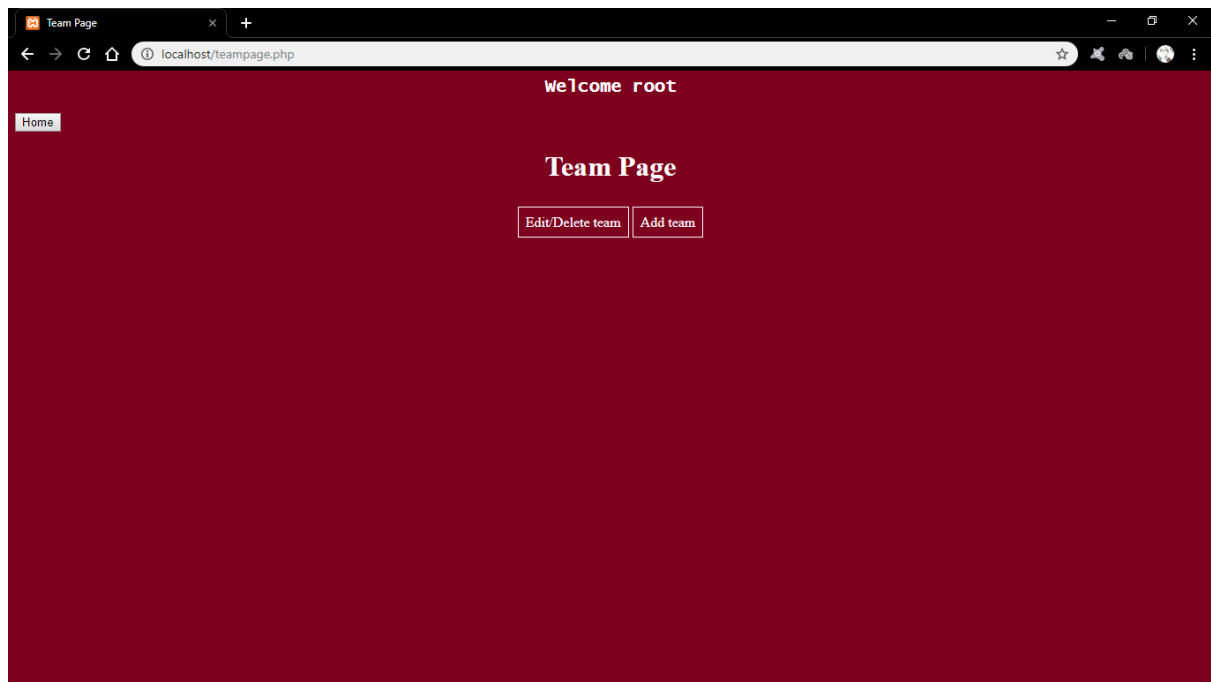 Team Page
localhost/teampage.php
Welcome root
Home
Team Page
Edit/Delete team Add team